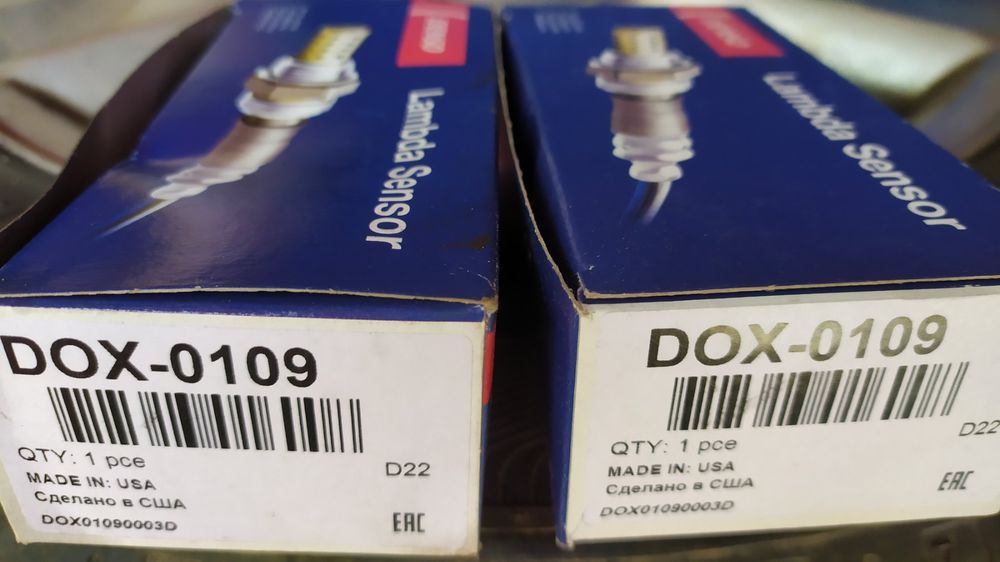 Lambda Sensor
DOX-0109
QTY: 1 pce
D22
MADE IN: USA
Сделано в США
DOX01090003D
EAC
Lambda Sensor
DOX-0109
D22
QTY: 1 pce
MADE IN: USA
Сделано в США
DOX01090003D
EAC